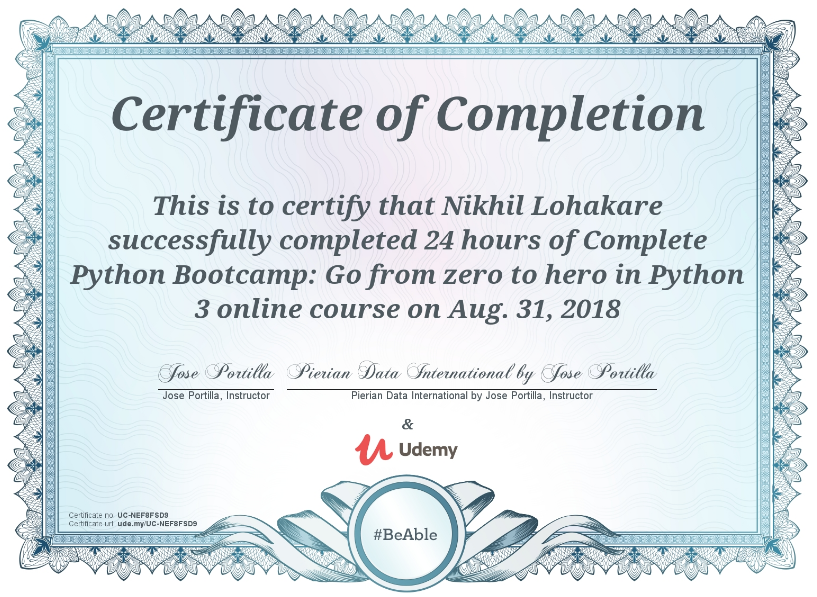 Certificate of Completion
This is to certify that Nikhil Lohakare
successfully completed 24 hours of Complete
Python Bootcamp: Go from zero to hero in Python
3 online course on Aug. 31, 2018
Jose Portilla Pierian Data International by Jose Portilla
Jose Portilla, Instructor Pierian Data International by Jose Portilla, Instructor
&
Udemy
Certificate no. UC-NEF8FSD9
Certificate url. ude.my/UC-NEF8FSD9
#BeAble